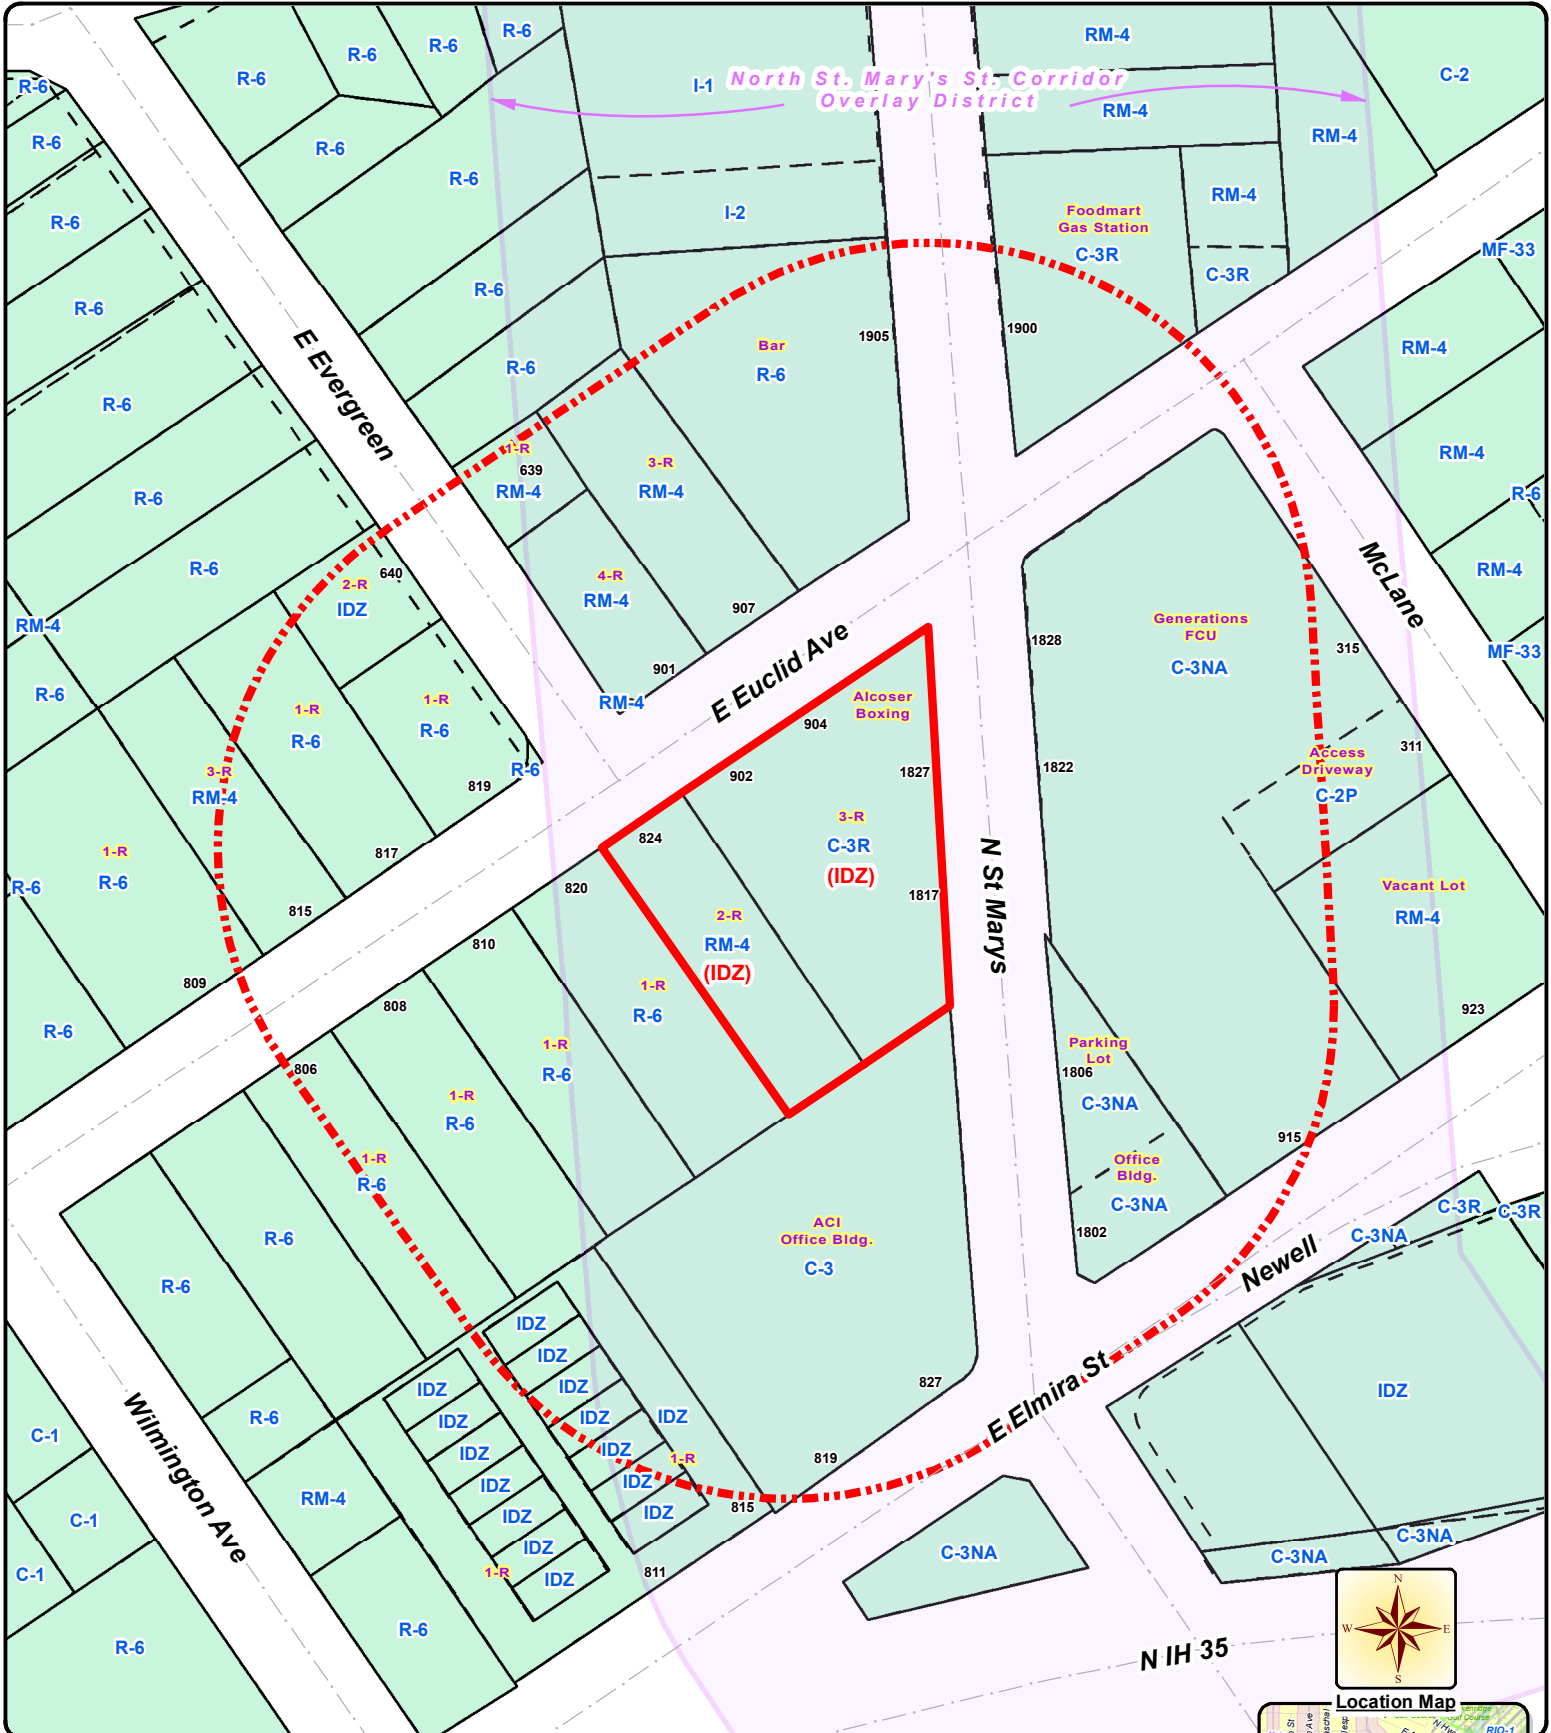 R-6
R-6
R-6
R-6
R-6
R-6
R-6
R-6
I-1
North St. Mary's St. Corridor
Overlay District
RM-4
RM-4
RM-4
C-2
R-6
R-6
R-6
I-2
Foodmart
Gas Station
C-3R
RM-4
C-3R
MF-33
R-6
R-6
E Evergreen
R-6
R-6
Bar
R-6
1905
1900
RM-4
R-6
1-R
639
RM-4
3-R
RM-4
RM-4
R-6
R-6
R-6
640
2-R
IDZ
4-R
RM-4
907
901
McLane
RM-4
RM-4
R-6
E Euclid Ave
RM-4
Generations
FCU
C-3NA
1828
315
MF-33
1-R
R-6
1-R
R-6
Alcoser
Boxing
904
902
1827
1822
311
Access
Driveway
C-2P
3-R
RM-4
R-6
819
824
3-R
C-3R
(IDZ)
1817
N St Marys
1-R
R-6
R-6
817
815
820
2-R
RM-4
(IDZ)
Vacant Lot
RM-4
809
810
1-R
R-6
923
R-6
808
806
1-R
R-6
1-R
R-6
1-R
R-6
Parking
Lot
1806
C-3NA
915
Office
Bldg.
C-3NA
1802
R-6
R-6
ACI
Office Bldg.
C-3
C-3R
C-3R
C-3NA
Newell
IDZ
IDZ
IDZ
IDZ
IDZ
IDZ
IDZ
IDZ
1-R
E Elmira St
827
819
815
811
IDZ
Wilmington Ave
R-6
IDZ
IDZ
IDZ
IDZ
IDZ
IDZ
IDZ
1-R
C-1
C-1
C-1
RM-4
R-6
R-6
C-3NA
C-3NA
C-3NA
N IH 35
N
W
E
S
Location Map
RIO-1